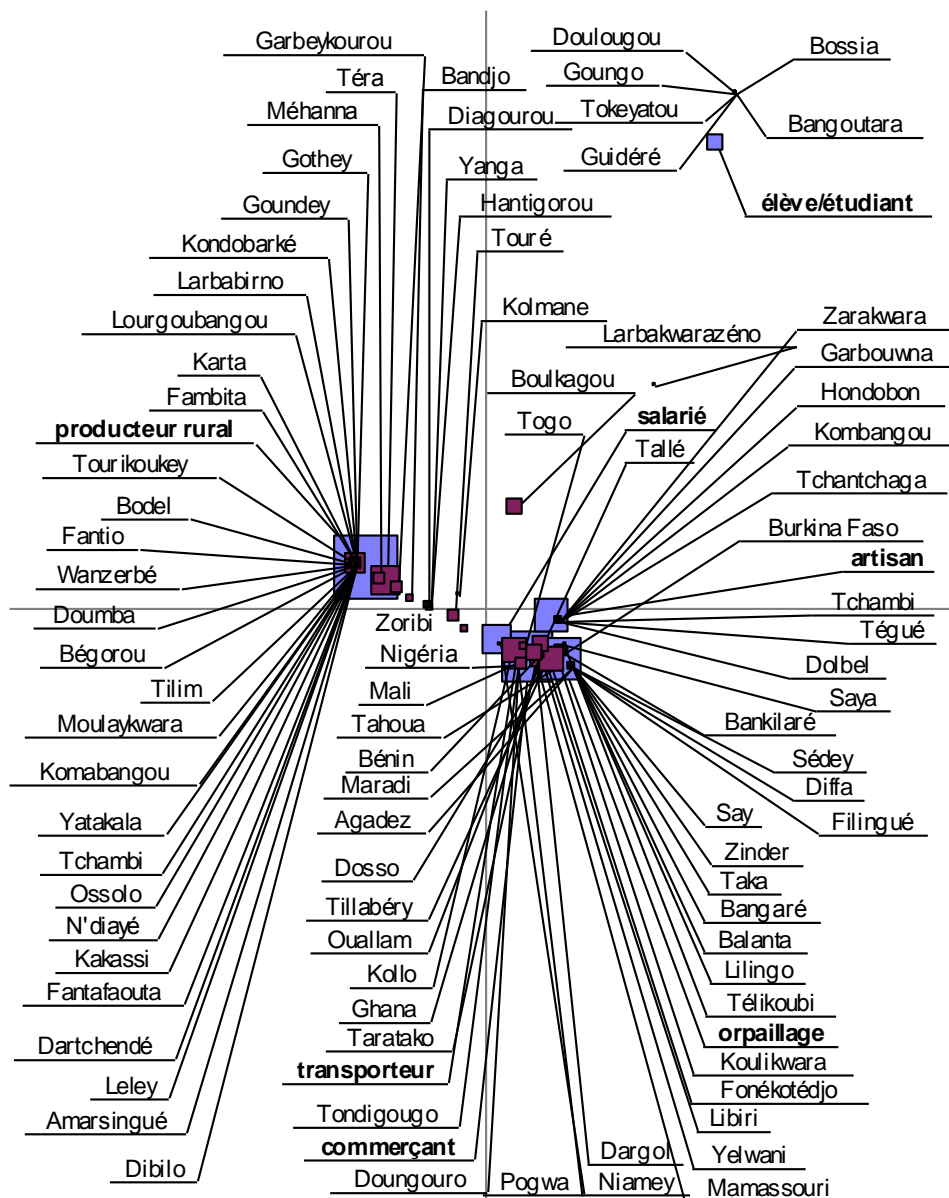 Garbeykourou
Doulougou
Bossia
Téra
Bandjo
Goungo
Méhanna
Diagourou
Tokeyatou
Bangoutara
Gothey
Yanga
Guidéré
Goundey
Hantigorou
élève/étudiant
Kondobarké
Touré
Larbabirno
Kolmane
Zarakwara
Lourgoubangou
Larbakwarazéno
Garbouwna
Karta
Boulkagou
Hondobon
Fambita
Togo
salarié
Kombangou
producteur rural
Tallé
Tourikoukey
Tchantchaga
Bodel
Burkina Faso
Fantio
artisan
Wanzerbé
Tchambi
Doumba
Zoribi
Tégué
Bégorou
Nigéria
Dolbel
Tilim
Mali
Saya
Moulaykwara
Tahoua
Bankilaré
Komabangou
Bénin
Sédey
Maradi
Diffa
Yatakala
Agadez
Say
Filingué
Tchambi
Dosso
Zinder
Ossolo
Taka
N'diayé
Tillabéry
Bangaré
Kakassi
Ouallam
Balanta
Fantafaouta
Kollo
Lilingo
Ghana
Télikoubi
Dartchendé
Taratako
orpaillage
Leley
transporteur
Koulikwara
Amarsingué
Tondigougo
Fonékotédjo
Libiri
Dibilo
commerçant
Dargol
Yelwani
Doungouro
Pogwa
Niamey
Mamassouri